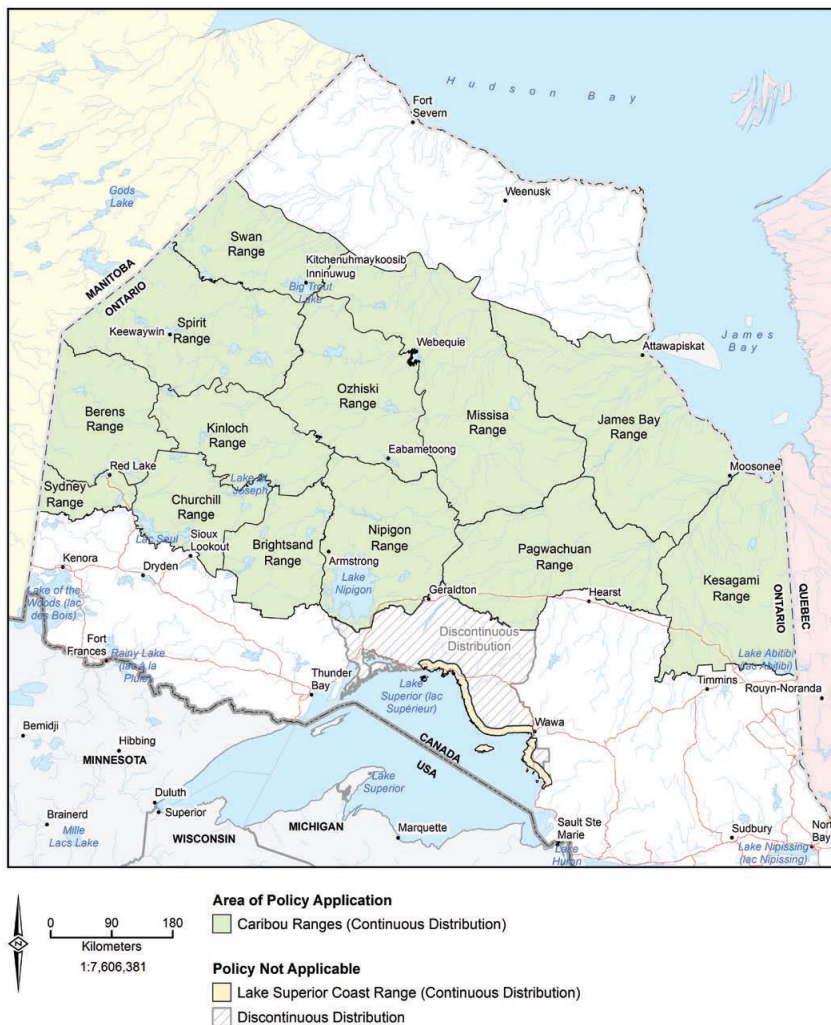 Hudson Bay
Fort
Severn
Weenusk
Gods
Lake
Swan
Range
Kitchenuhmaykoosib
Inninuwug
Big Trout
Lake
MANITOBA
ONTARIO
Keewaywin
Spirit
Range
Webequie
Attawapiskat
James
Bay
Ozhiski
Range
Missisa
Range
James Bay
Range
Berens
Range
Kinloch
Range
Eabametoong
Red Lake
Moosonee
Sydney
Range
Lake St.
Joseph
Churchill
Range
Lac Seul
Sioux
Lookout
Brightsand
Range
Nipigon
Range
Armstrong
Lake
Nipigon
Pagwachuan
Range
Kesagami
Range
ONTARIO
QUEBEC
Kenora
Dryden
Geraldton
Hearst
Lake of the
Woods (lac
des Bois)
Discontinuous
Distribution
Fort
Frances
Rainy Lake
(lac à la
Pluie)
Lake Abitibi
(lac Abitibi)
Timmins
Rouyn-Noranda
Thunder
Bay
Lake
Superior (lac
Supérieur)
Wawa
Bemidji
Hibbing
MINNESOTA
CANADA
USA
Duluth
Superior
Lake
Superior
Brainerd
Mille
Lacs Lake
WISCONSIN
MICHIGAN
Marquette
Sault Ste
Marie
Lake
Huron
Sudbury
Lake Nipissing
(lac Nipissing)
North
Bay
N
0 90 180
Kilometers
1:7,606,381
Area of Policy Application
Caribou Ranges (Continuous Distribution)
Policy Not Applicable
Lake Superior Coast Range (Continuous Distribution)
Discontinuous Distribution